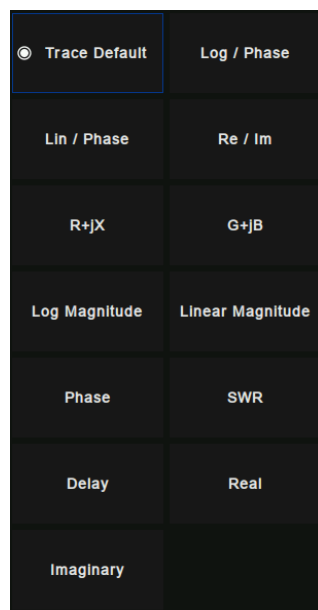 Trace Default
Log / Phase
Lin / Phase
Re / Im
R+jX
G+jB
Log Magnitude
Linear Magnitude
Phase
SWR
Delay
Real
Imaginary